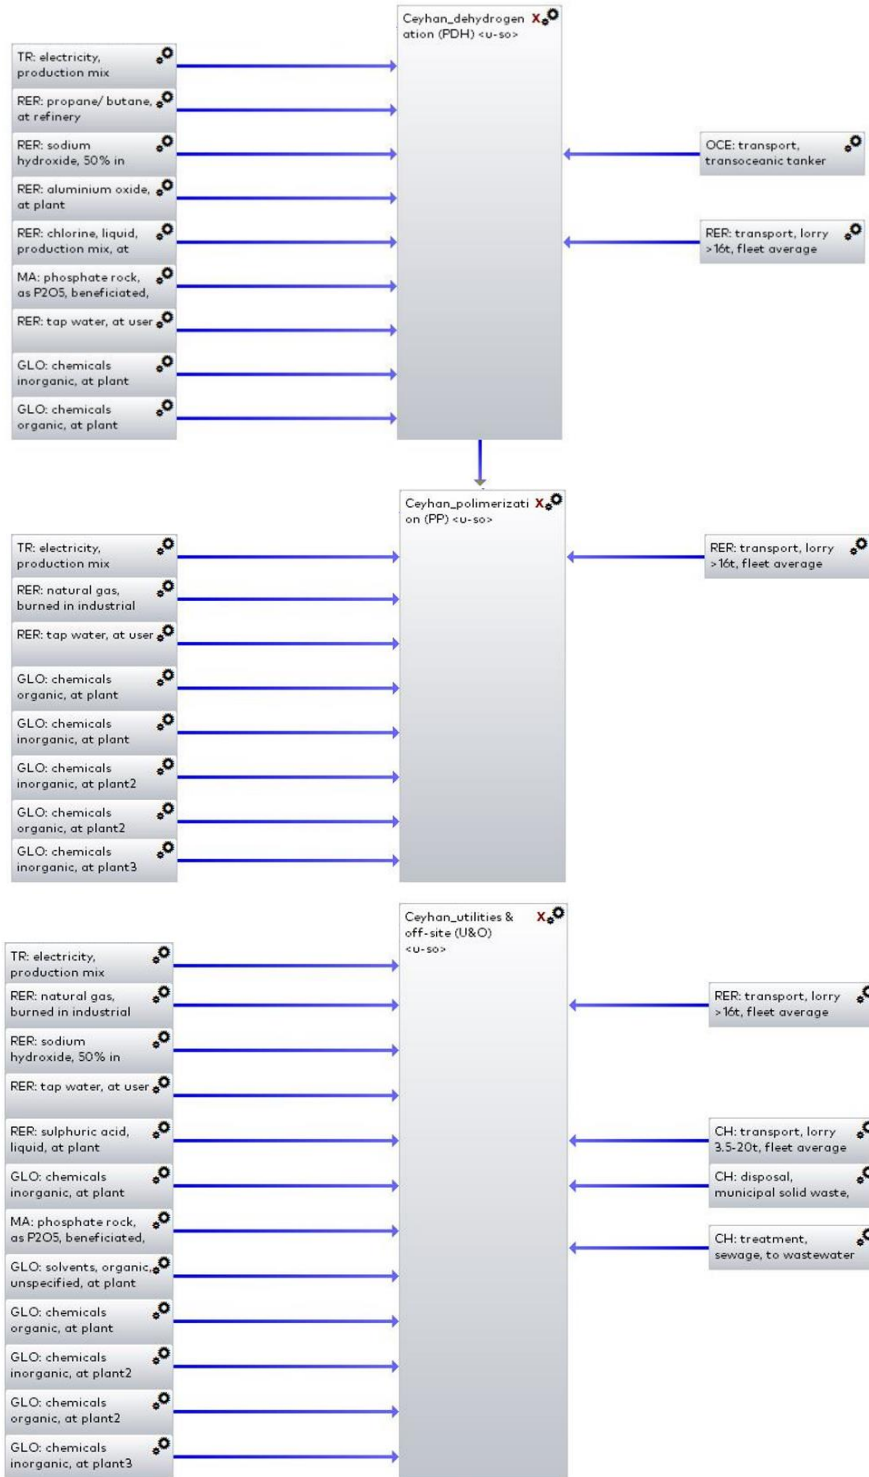 Ceyhan_dehydrogen X
ation (PDH) <u-so>
TR: electricity,
production mix
RER: propane/ butane,
at refinery
RER: sodium
hydroxide, 50% in
RER: aluminium oxide,
at plant
RER: chlorine, liquid,
production mix, at
MA: phosphate rock,
as P2O5, beneficiated,
RER: tap water, at user
GLO: chemicals
inorganic, at plant
GLO: chemicals
organic, at plant
OCE: transport,
transoceanic tanker
RER: transport, lorry
>16t, fleet average
Ceyhan_polimerizati X
on (PP) <u-so>
TR: electricity,
production mix
RER: natural gas,
burned in industrial
RER: tap water, at user
GLO: chemicals
organic, at plant
GLO: chemicals
inorganic, at plant
GLO: chemicals
inorganic, at plant2
GLO: chemicals
organic, at plant2
GLO: chemicals
inorganic, at plant3
RER: transport, lorry
>16t, fleet average
Ceyhan_utilities & X
off-site (U&O)
<u-so>
TR: electricity,
production mix
RER: natural gas,
burned in industrial
RER: sodium
hydroxide, 50% in
RER: tap water, at user
RER: sulphuric acid,
liquid, at plant
GLO: chemicals
inorganic, at plant
MA: phosphate rock,
as P2O5, beneficiated,
GLO: solvents, organic,
unspecified, at plant
GLO: chemicals
organic, at plant
GLO: chemicals
inorganic, at plant2
GLO: chemicals
organic, at plant2
GLO: chemicals
inorganic, at plant3
RER: transport, lorry
>16t, fleet average
CH: transport, lorry
3.5-20t, fleet average
CH: disposal,
municipal solid waste,
CH: treatment,
sewage, to wastewater